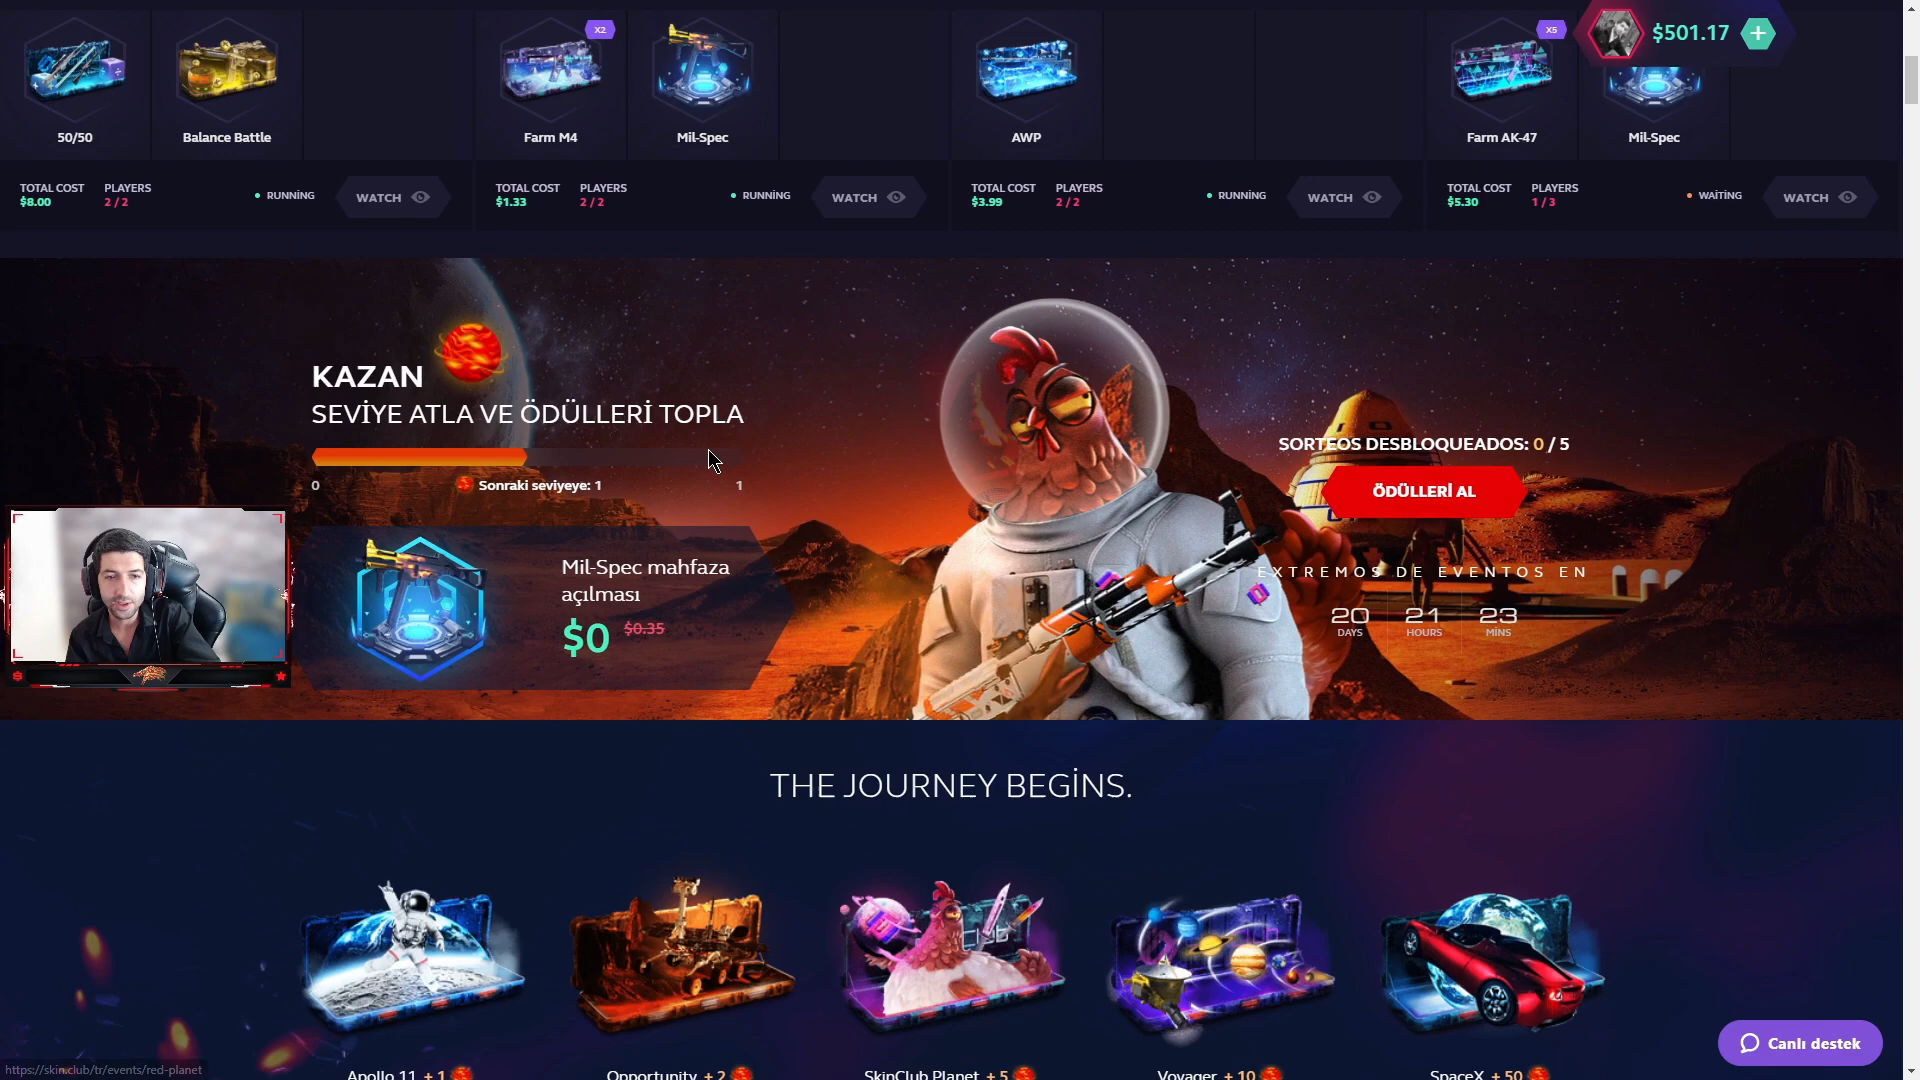 X2
X5
$501.17
50/50
Balance Battle
Farm M4
Mil-Spec
AWP
Farm AK-47
Mil-Spec
TOTAL COST
$8.00
PLAYERS
2 / 2
RUNNİNG
WATCH
TOTAL COST
$1.33
PLAYERS
2 / 2
RUNNİNG
WATCH
TOTAL COST
$3.99
PLAYERS
2 / 2
RUNNİNG
WATCH
TOTAL COST
$5.30
PLAYERS
1 / 3
WAİTİNG
WATCH
KAZAN
SEVİYE ATLA VE ÖDÜLLERİ TOPLA
0
Sonraki seviyeye: 1
1
Mil-Spec mahfaza
açılması
$0 $0.35
SORTEOS DESBLOQUEADOS: 0 / 5
ÖDÜLLERİ AL
EXTREMOS DE EVENTOS EN
20 21 23
DAYS HOURS MİNS
THE JOURNEY BEGİNS.
Apollo 11 + 1
Opportunity + 2
SkinClub Planet + 5
Voyager + 10
SpaceX + 50
Canlı destek
https://skin.club/tr/events/red-planet